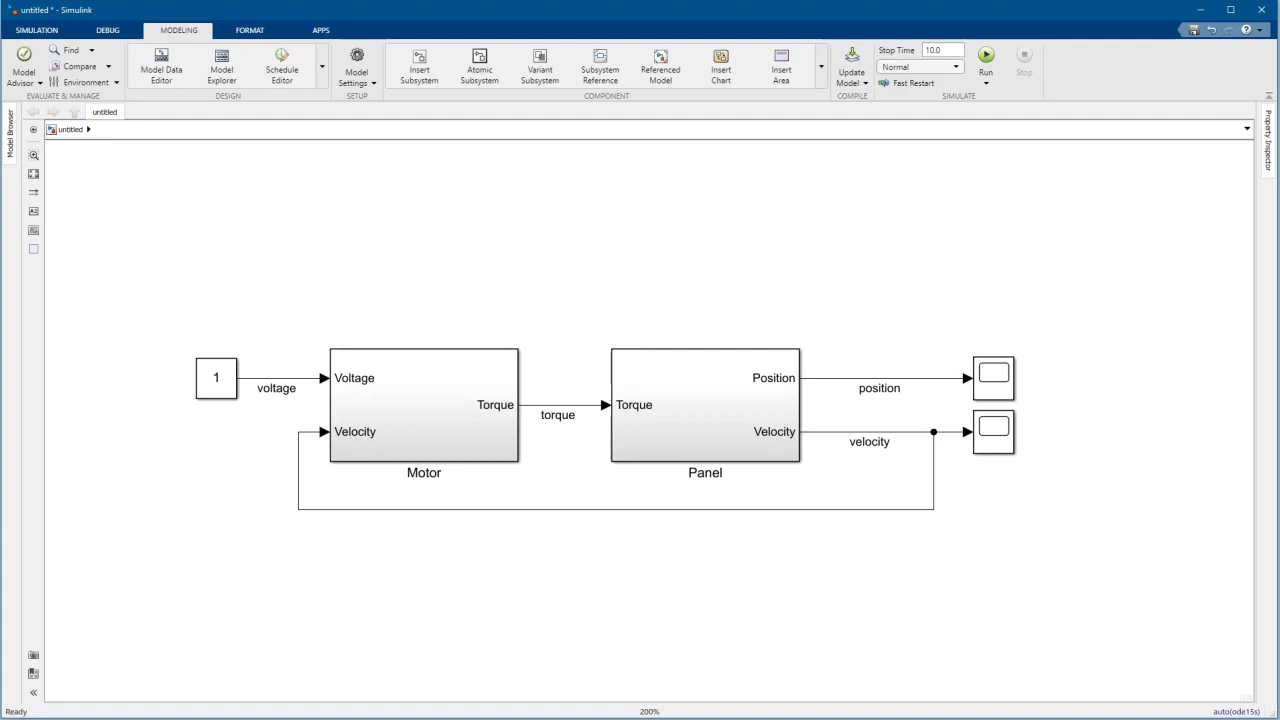 untitled * - Simulink
SIMULATION DEBUG MODELING FORMAT APPS
Model Advisor
Find
Compare
Environment
EVALUATE & MANAGE
Model Data Editor
Model Explorer
Schedule Editor
DESIGN
Model Settings
SETUP
Insert Subsystem
Atomic Subsystem
Variant Subsystem
Subsystem Reference
Referenced Model
Insert Chart
Insert Area
COMPONENT
Update Model
COMPILE
Stop Time 10.0
Normal
Fast Restart
Run
Stop
SIMULATE
Model Browser
untitled
untitled
Property Inspector
1
voltage
Voltage
Velocity
Torque
Motor
torque
Torque
Position
Velocity
Panel
position
velocity
Ready 200% auto(ode15s)